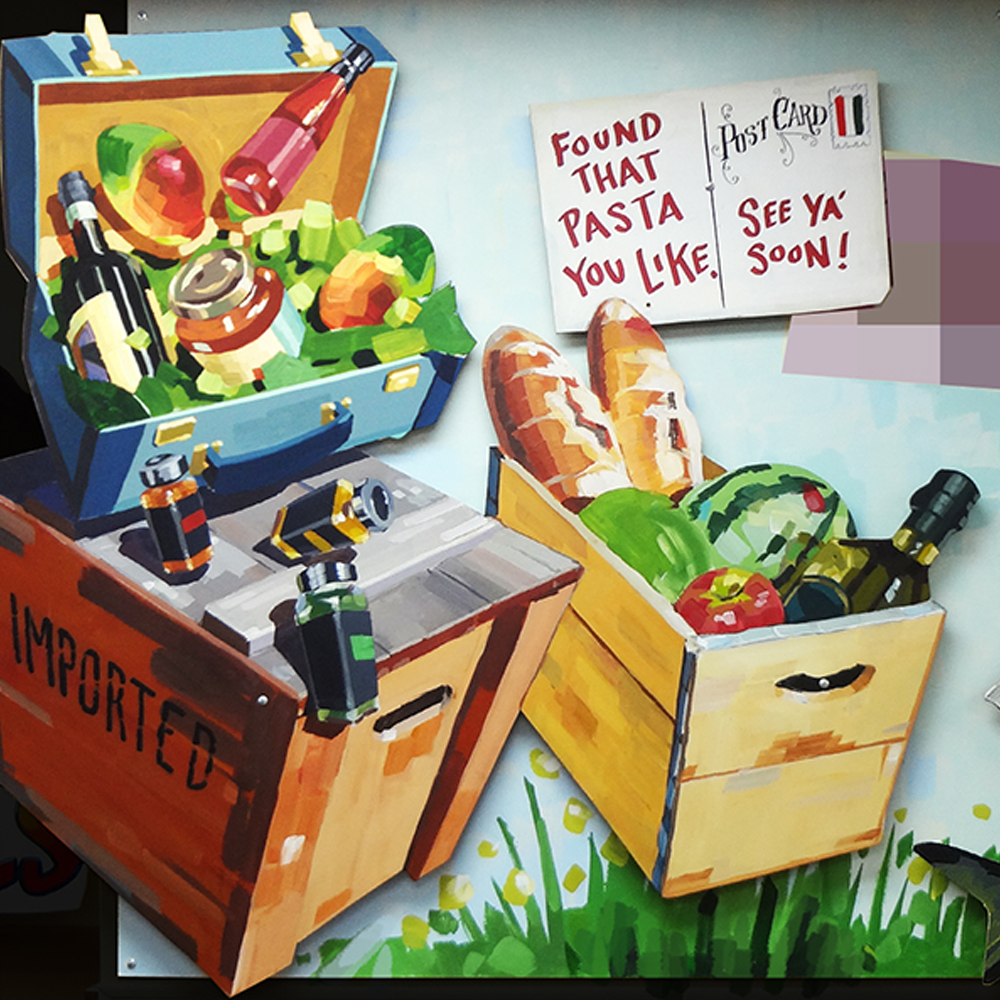 FOUND
THAT
PASTA
YOU LIKE.
POST CARD
SEE YA'
SOON!
IMPORTED